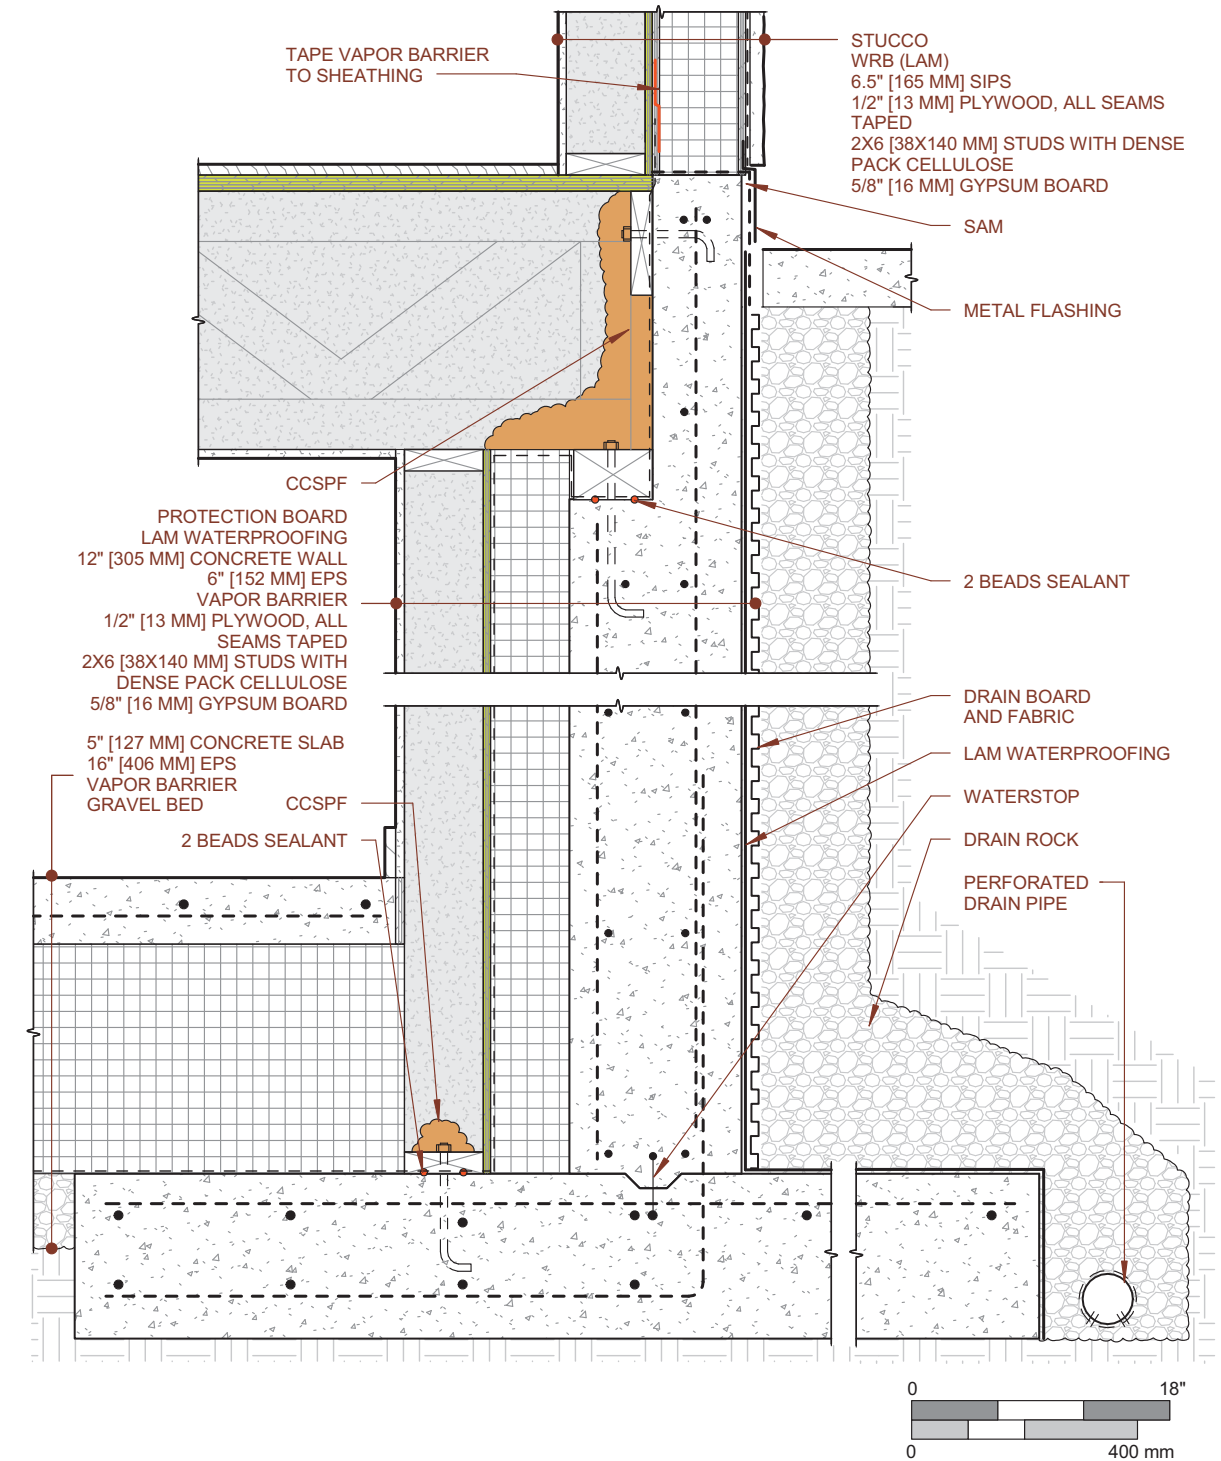 TAPE VAPOR BARRIER
TO SHEATHING
STUCCO
WRB (LAM)
6.5" [165 MM] SIPS
1/2" [13 MM] PLYWOOD, ALL SEAMS
TAPED
2X6 [38X140 MM] STUDS WITH DENSE
PACK CELLULOSE
5/8" [16 MM] GYPSUM BOARD
SAM
METAL FLASHING
CCSPF
PROTECTION BOARD
LAM WATERPROOFING
12" [305 MM] CONCRETE WALL
6" [152 MM] EPS
VAPOR BARRIER
1/2" [13 MM] PLYWOOD, ALL
SEAMS TAPED
2X6 [38X140 MM] STUDS WITH
DENSE PACK CELLULOSE
5/8" [16 MM] GYPSUM BOARD
2 BEADS SEALANT
5" [127 MM] CONCRETE SLAB
16" [406 MM] EPS
VAPOR BARRIER
GRAVEL BED
CCSPF
2 BEADS SEALANT
DRAIN BOARD
AND FABRIC
LAM WATERPROOFING
WATERSTOP
DRAIN ROCK
PERFORATED
DRAIN PIPE
0 18"
0 400 mm